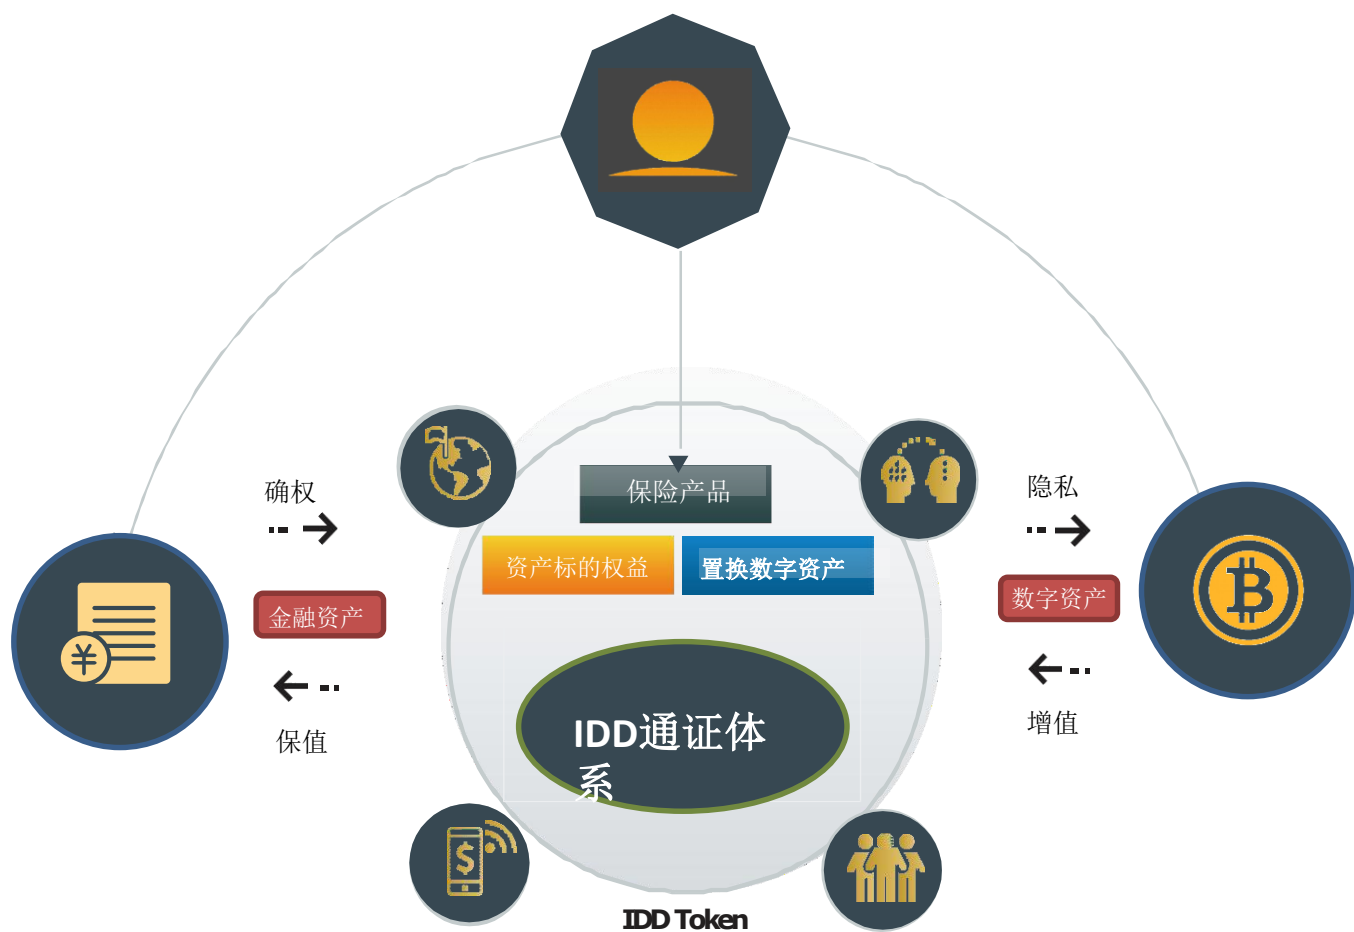 确权
隐私
保险产品
资产标的权益
置换数字资产
金融资产
数字资产
保值
增值
IDD通证体
系
IDD Token